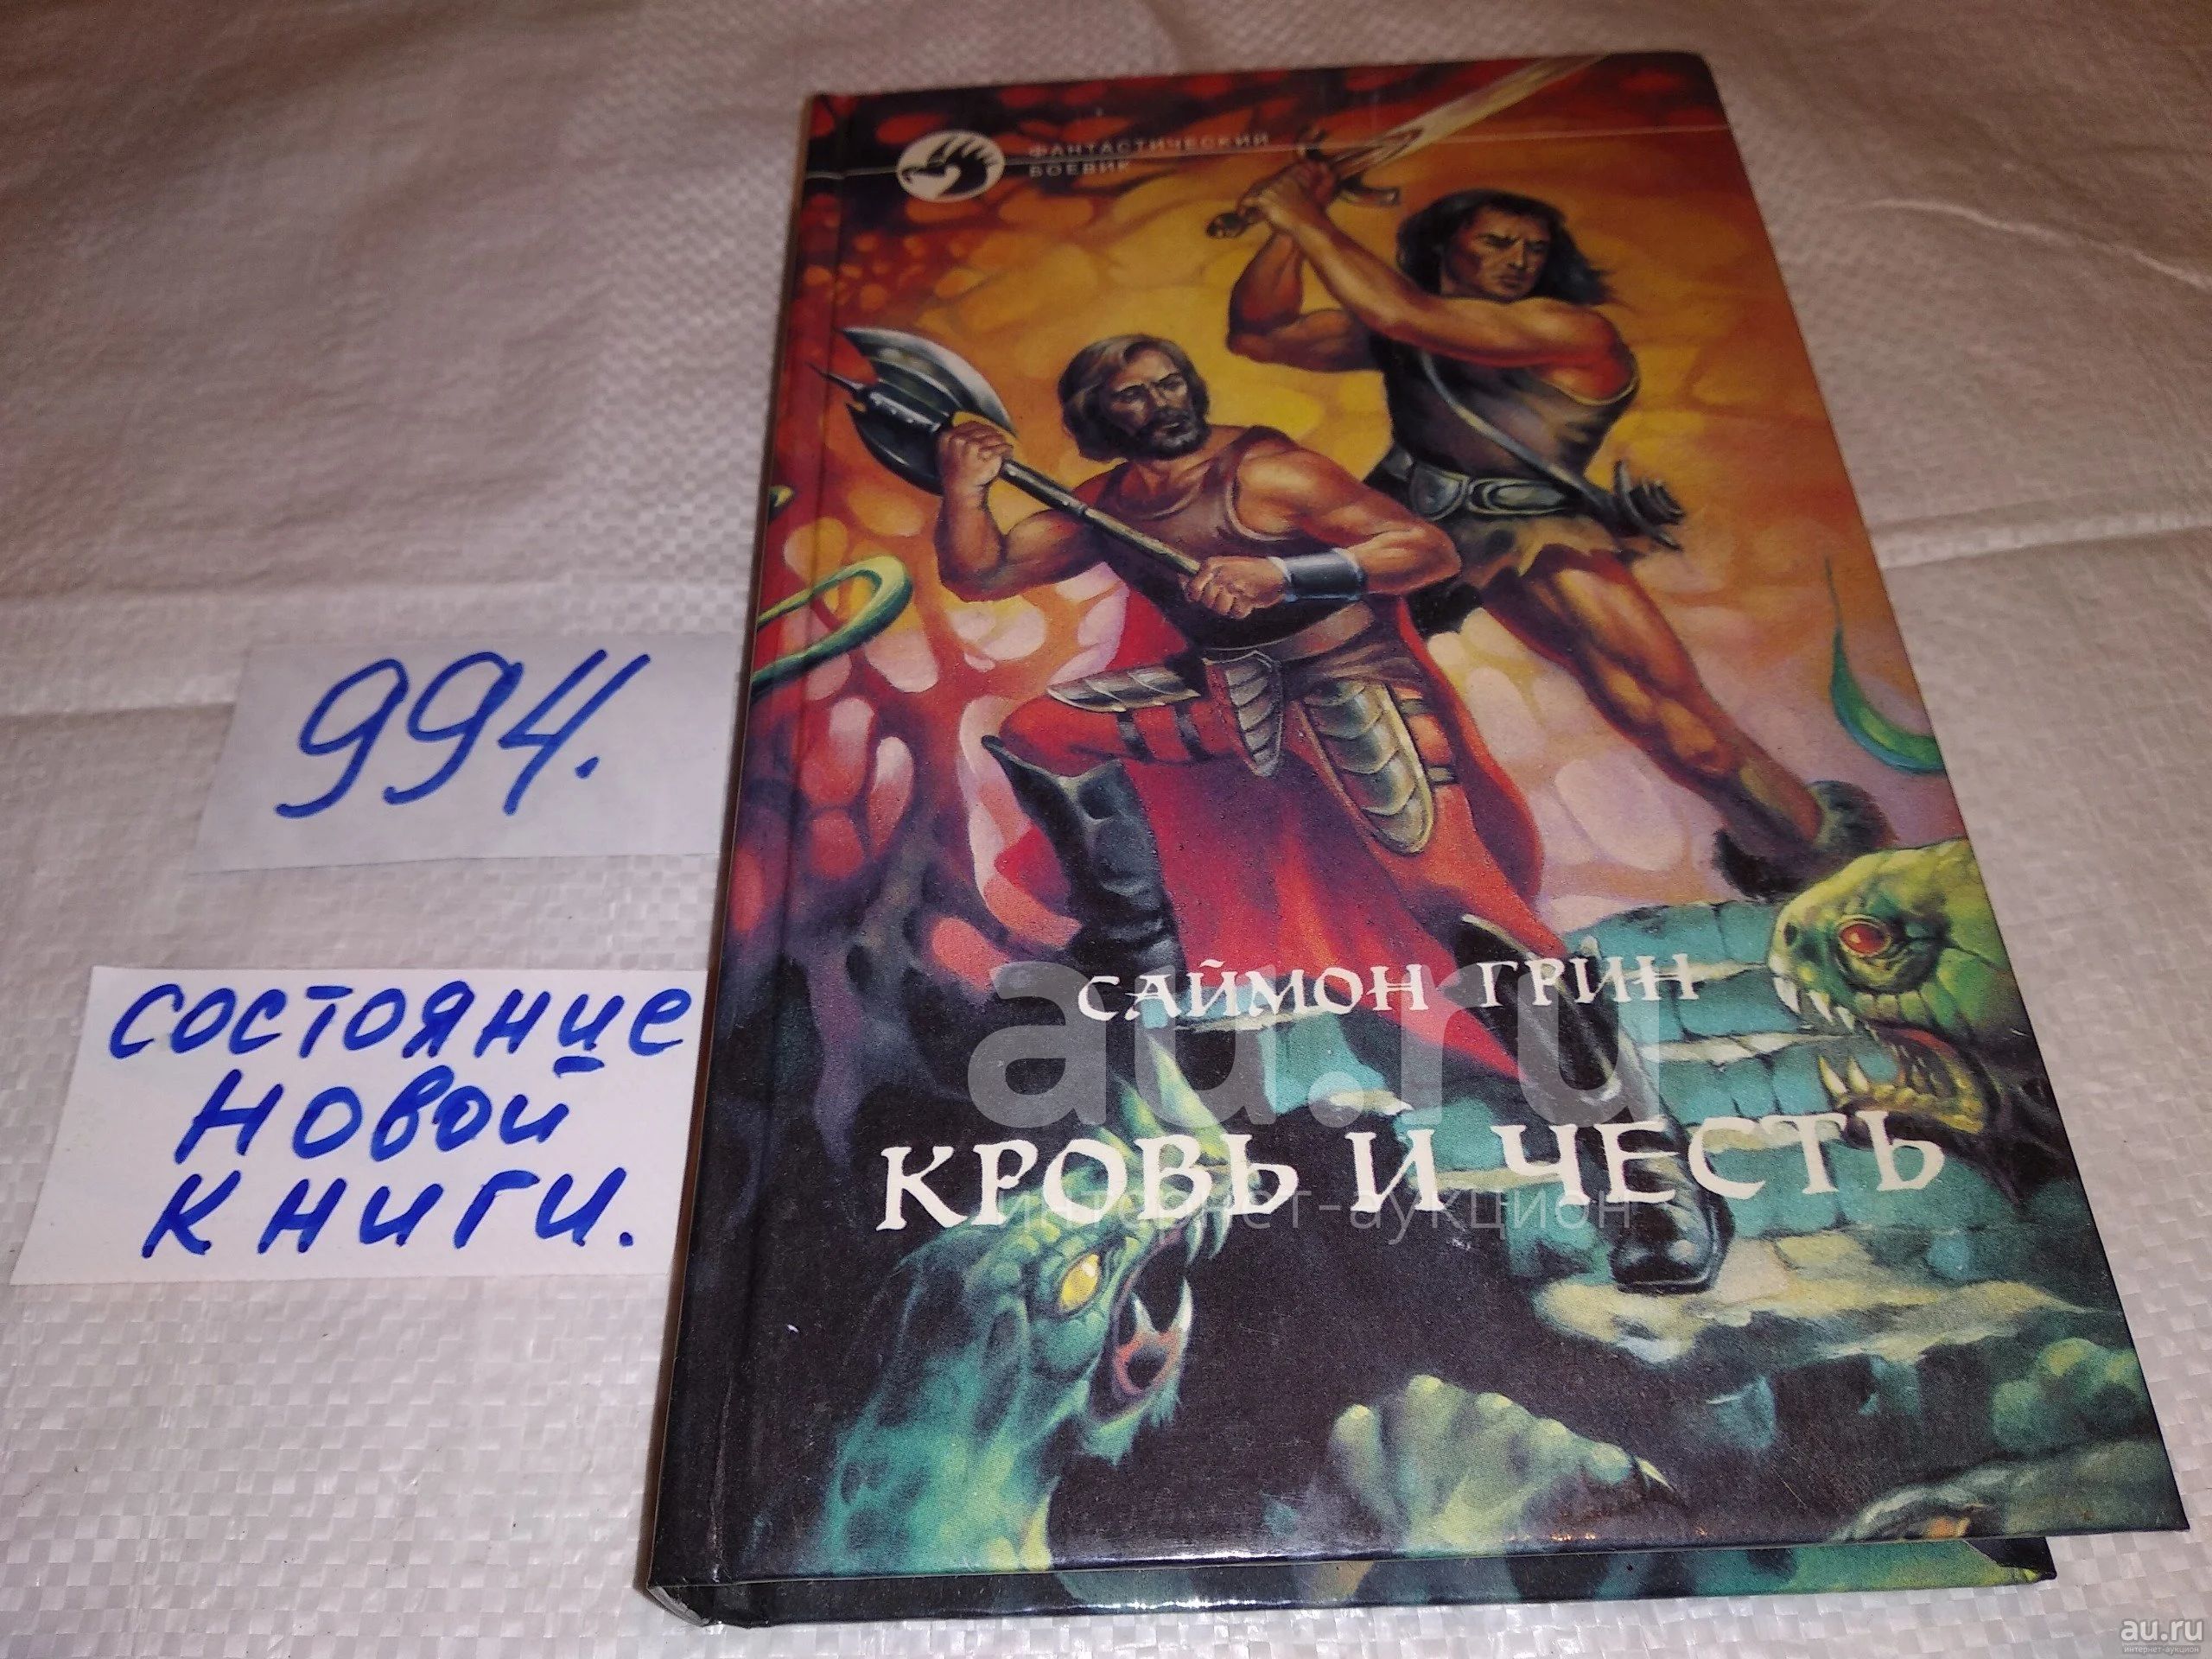 ФАНТАСТИЧЕСКИЙ
БОЕВИК
994.
состояние
новой
книги.
САЙМОН ГРИН
au.ru
КРОВЬ И ЧЕСТЬ
интернет-аукцион
au.ru
интернет-аукцион